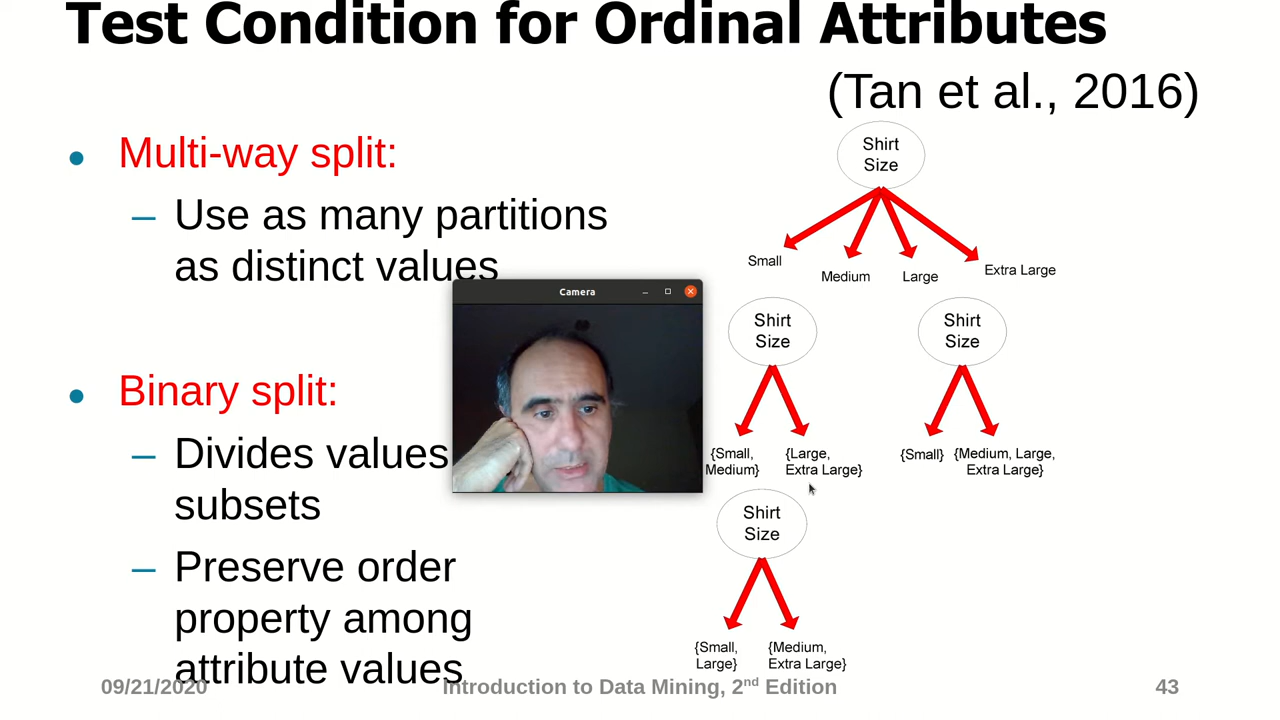 Test Condition for Ordinal Attributes
(Tan et al., 2016)
Multi-way split:
– Use as many partitions
as distinct values
Binary split:
– Divides values
subsets
– Preserve order
property among
attribute values
Shirt
Size
Small
Medium
Large
Extra Large
Camera
Shirt
Size
{Small,
Medium}
{Large,
Extra Large}
Shirt
Size
{Small}
{Medium, Large,
Extra Large}
Shirt
Size
{Small,
Large}
{Medium,
Extra Large}
09/21/2020
Introduction to Data Mining, 2nd Edition
43